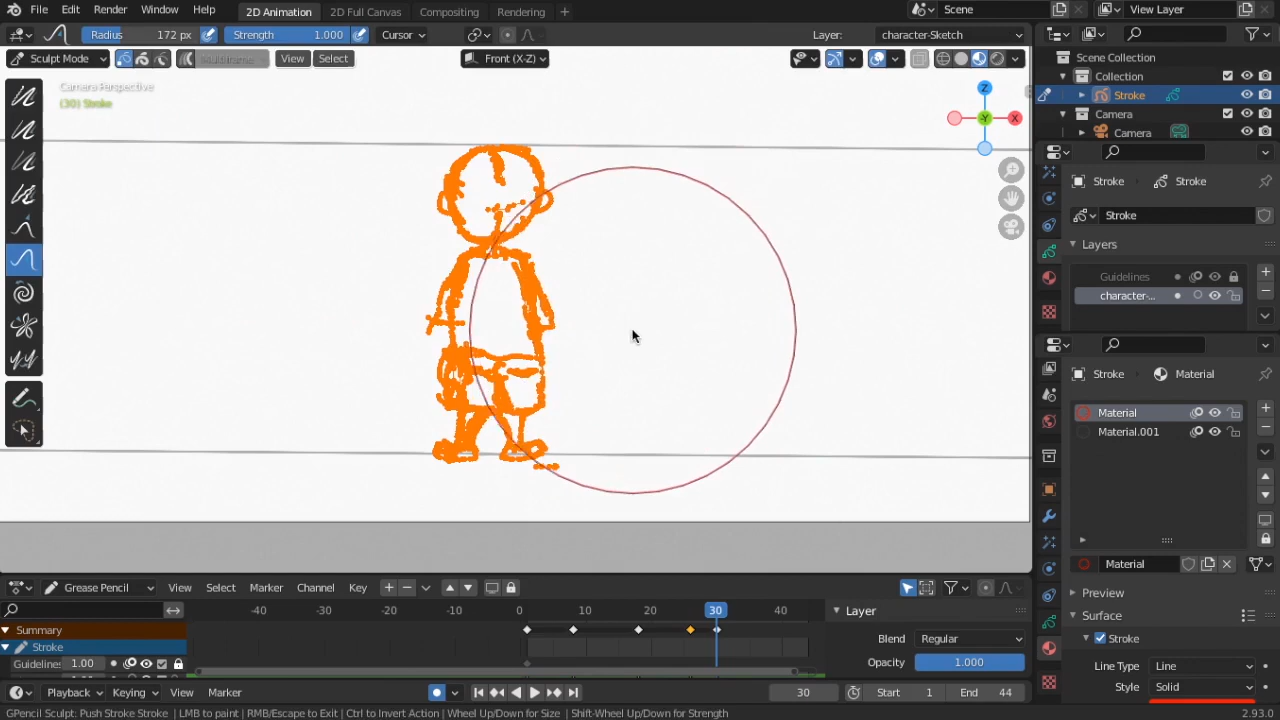 File Edit Render Window Help 2D Animation 2D Full Canvas Compositing Rendering Scene View Layer
Radius 172 px Strength 1.000 Cursor Layer: character-Sketch
Sculpt Mode View Select Front (X-Z)
Scene Collection
Collection
Stroke
Camera
Camera
Camera Perspective
(30) Stroke
Z
-Y
X
Stroke Stroke
Stroke
Layers
Guidelines
character-...
Stroke Material
Material
Material.001
Material
Preview
Surface
Stroke
Line Type Line
Style Solid
Grease Pencil View Select Marker Channel Key
-40 -30 -20 -10 0 10 20 30 40
Summary
Stroke
Guideline: 1.00
Layer
Blend Regular
Opacity 1.000
Playback Keying View Marker 30 Start 1 End 44
GPencil Sculpt: Push Stroke Stroke | LMB to paint | RMB/Escape to Exit | Ctrl to Invert Action | Wheel Up/Down for Size | Shift-Wheel Up/Down for Strength 2.93.0